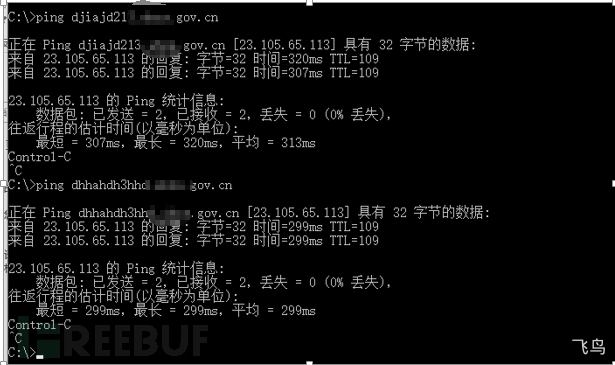 C:\>ping djiajd21 gov.cn
正在 Ping djiajd213 .gov.cn [23.105.65.113] 具有 32 字节的数据:
来自 23.105.65.113 的回复: 字节=32 时间=320ms TTL=109
来自 23.105.65.113 的回复: 字节=32 时间=307ms TTL=109
23.105.65.113 的 Ping 统计信息:
数据包: 已发送 = 2，已接收 = 2，丢失 = 0 (0% 丢失)，
往返行程的估计时间(以毫秒为单位):
最短 = 307ms，最长 = 320ms，平均 = 313ms
Control-C
^C
C:\>ping dhhahdh3hhd gov.cn
正在 Ping dhhahdh3hh .gov.cn [23.105.65.113] 具有 32 字节的数据:
来自 23.105.65.113 的回复: 字节=32 时间=299ms TTL=109
来自 23.105.65.113 的回复: 字节=32 时间=299ms TTL=109
23.105.65.113 的 Ping 统计信息:
数据包: 已发送 = 2，已接收 = 2，丢失 = 0 (0% 丢失)，
往返行程的估计时间(以毫秒为单位):
最短 = 299ms，最长 = 299ms，平均 = 299ms
Control-C
^C
C:\>
FREEBUF
飞鸟